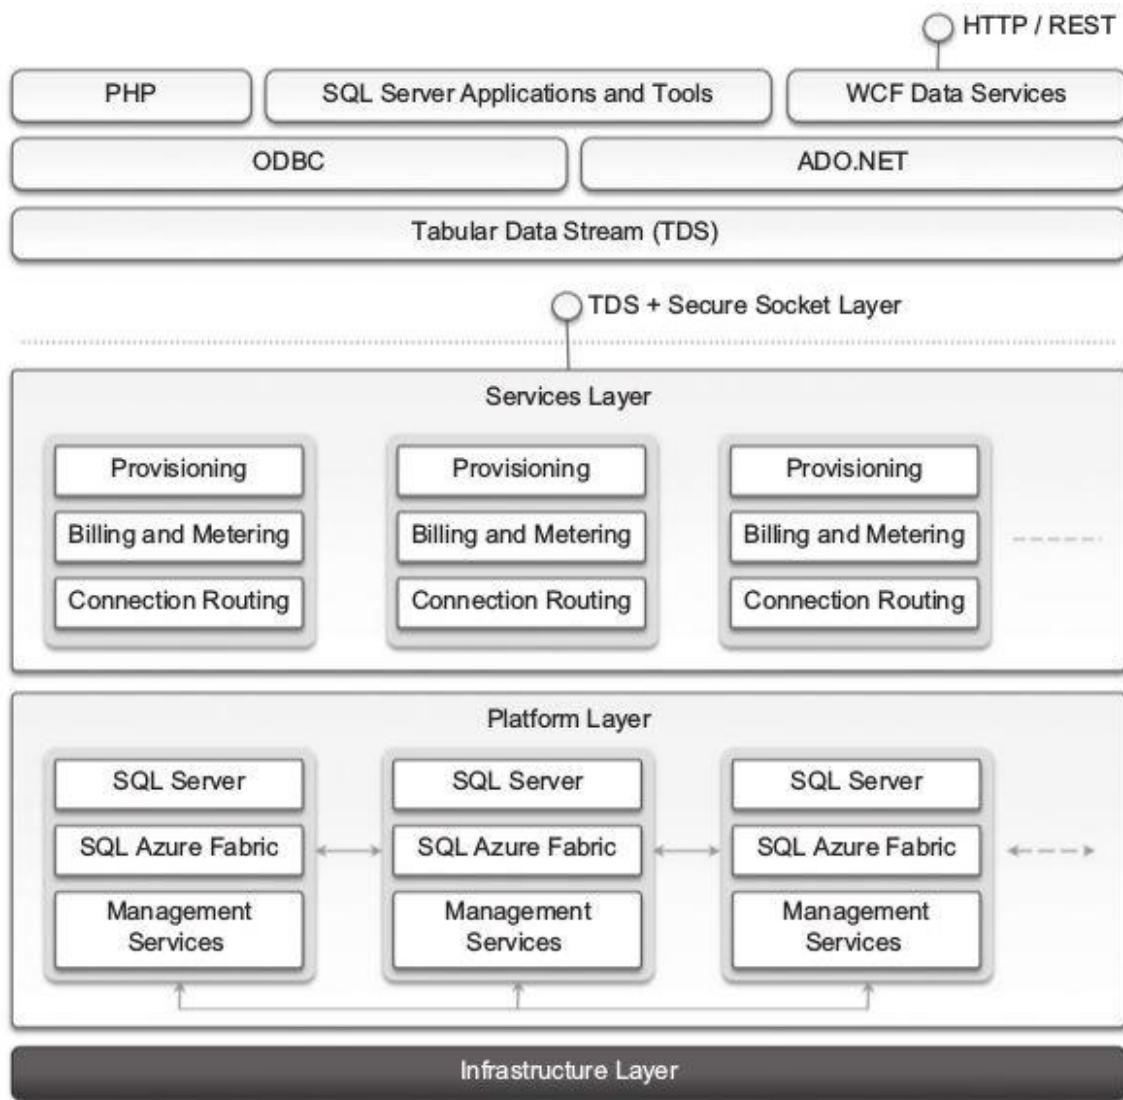 HTTP / REST
PHP
SQL Server Applications and Tools
WCF Data Services
ODBC
ADO.NET
Tabular Data Stream (TDS)
TDS + Secure Socket Layer
Services Layer
Provisioning
Billing and Metering
Connection Routing
Provisioning
Billing and Metering
Connection Routing
Provisioning
Billing and Metering
Connection Routing
Platform Layer
SQL Server
SQL Azure Fabric
Management
Services
SQL Server
SQL Azure Fabric
Management
Services
SQL Server
SQL Azure Fabric
Management
Services
Infrastructure Layer